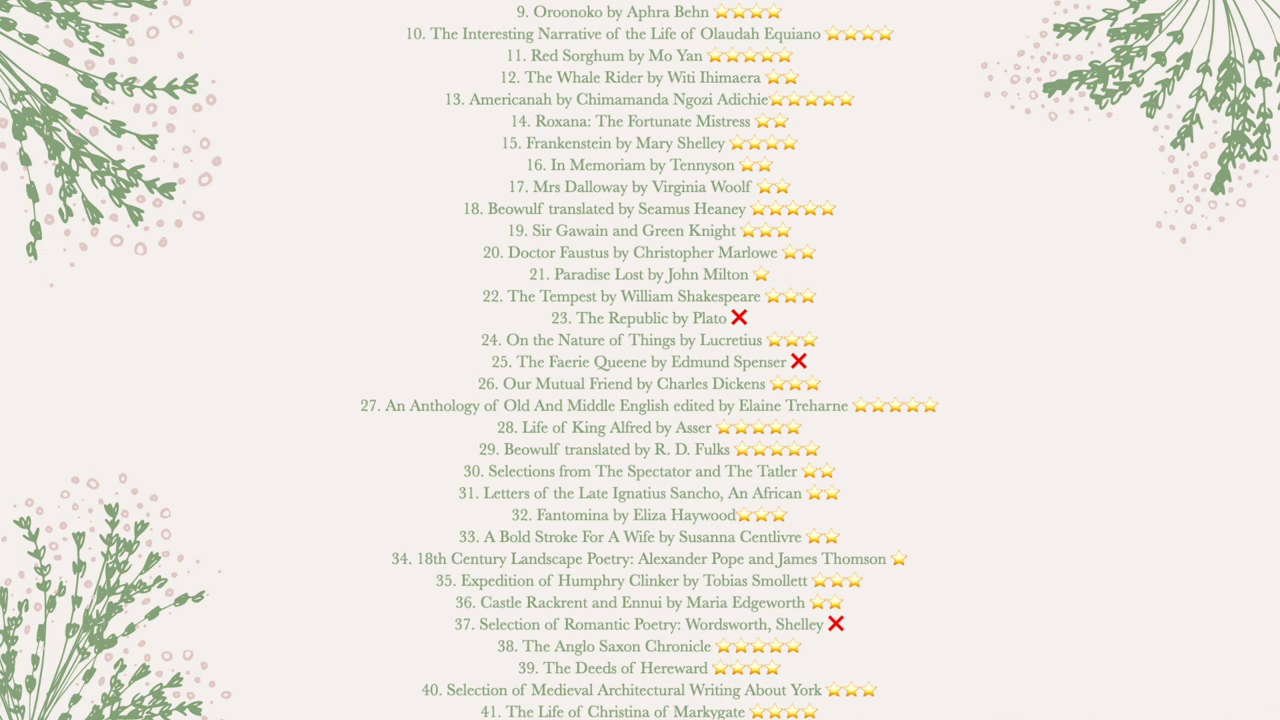 9. Oroonoko by Aphra Behn ⭐⭐⭐⭐
10. The Interesting Narrative of the Life of Olaudah Equiano ⭐⭐⭐⭐
11. Red Sorghum by Mo Yan ⭐⭐⭐⭐⭐
12. The Whale Rider by Witi Ihimaera ⭐⭐
13. Americanah by Chimamanda Ngozi Adichie⭐⭐⭐⭐⭐
14. Roxana: The Fortunate Mistress ⭐⭐
15. Frankenstein by Mary Shelley ⭐⭐⭐⭐
16. In Memoriam by Tennyson ⭐⭐
17. Mrs Dalloway by Virginia Woolf ⭐⭐
18. Beowulf translated by Seamus Heaney ⭐⭐⭐⭐⭐
19. Sir Gawain and Green Knight ⭐⭐⭐
20. Doctor Faustus by Christopher Marlowe ⭐⭐
21. Paradise Lost by John Milton ⭐
22. The Tempest by William Shakespeare ⭐⭐⭐
23. The Republic by Plato ❌
24. On the Nature of Things by Lucretius ⭐⭐⭐
25. The Faerie Queene by Edmund Spenser ❌
26. Our Mutual Friend by Charles Dickens ⭐⭐⭐
27. An Anthology of Old And Middle English edited by Elaine Treharne ⭐⭐⭐⭐⭐
28. Life of King Alfred by Asser ⭐⭐⭐⭐⭐
29. Beowulf translated by R. D. Fulks ⭐⭐⭐⭐⭐
30. Selections from The Spectator and The Tatler ⭐⭐
31. Letters of the Late Ignatius Sancho, An African ⭐⭐
32. Fantomina by Eliza Haywood⭐⭐⭐
33. A Bold Stroke For A Wife by Susanna Centlivre ⭐⭐
34. 18th Century Landscape Poetry: Alexander Pope and James Thomson ⭐
35. Expedition of Humphry Clinker by Tobias Smollett ⭐⭐⭐
36. Castle Rackrent and Ennui by Maria Edgeworth ⭐⭐
37. Selection of Romantic Poetry: Wordsworth, Shelley ❌
38. The Anglo Saxon Chronicle ⭐⭐⭐⭐⭐
39. The Deeds of Hereward ⭐⭐⭐⭐
40. Selection of Medieval Architectural Writing About York ⭐⭐⭐
41. The Life of Christina of Markygate ⭐⭐⭐⭐